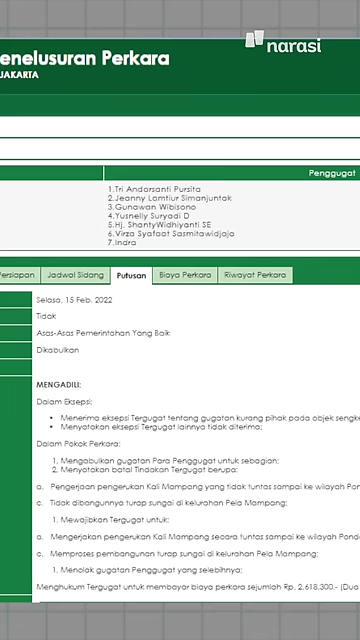 narasi
enelusuran Perkara
JAKARTA
Penggugat
1.Tri Andarsanti Pursita
2.Jeanny Lamtiur Simanjuntak
3.Gunawan Wibisono
4.Yusnelly Suryadi D
5.Hj. ShantyWidhiyanti SE
6.Virza Syafaat Sasmitawidjaja
7.Indra
Persiapan Jadwal Sidang Putusan Biaya Perkara Riwayat Perkara
Selasa, 15 Feb. 2022
Tidak
Asas-Asas Pemerintahan Yang Baik
Dikabulkan
MENGADILI:
Dalam Eksepsi:
• Menerima eksepsi Tergugat tentang gugatan kurang pihak pada objek sengke
• Menyatakan eksepsi Tergugat lainnya tidak diterima;
Dalam Pokok Perkara:
1. Mengabulkan gugatan Para Penggugat untuk sebagian;
2. Menyatakan batal Tindakan Tergugat berupa:
a. Pengerjaan pengerukan Kali Mampang yang tidak tuntas sampai ke wilayah Pon
c. Tidak dibangunnya turap sungai di kelurahan Pela Mampang;
1. Mewajibkan Tergugat untuk:
a. Mengerjakan pengerukan Kali Mampang secara tuntas sampai ke wilayah Pondo
c. Memproses pembangunan turap sungai di kelurahan Pela Mampang;
1. Menolak gugatan Penggugat yang selebihnya;
Menghukum Tergugat untuk membayar biaya perkara sejumlah Rp. 2.618.300.- (Dua